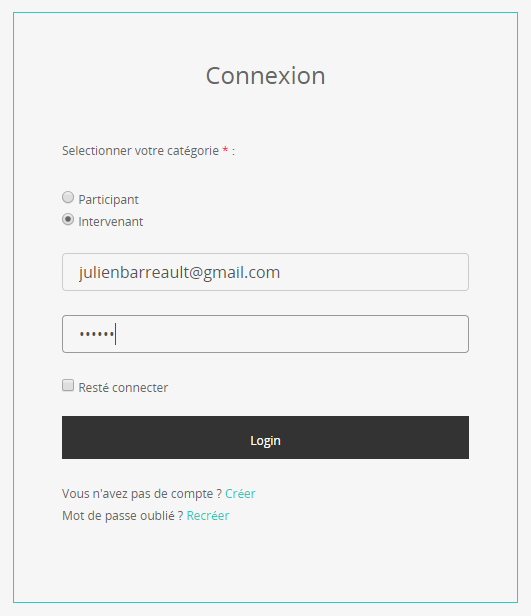 Connexion
Selectionner votre catégorie * :
Participant
Intervenant
julienbarreault@gmail.com
••••••
Resté connecter
Login
Vous n'avez pas de compte ? Créer
Mot de passe oublié ? Recréer